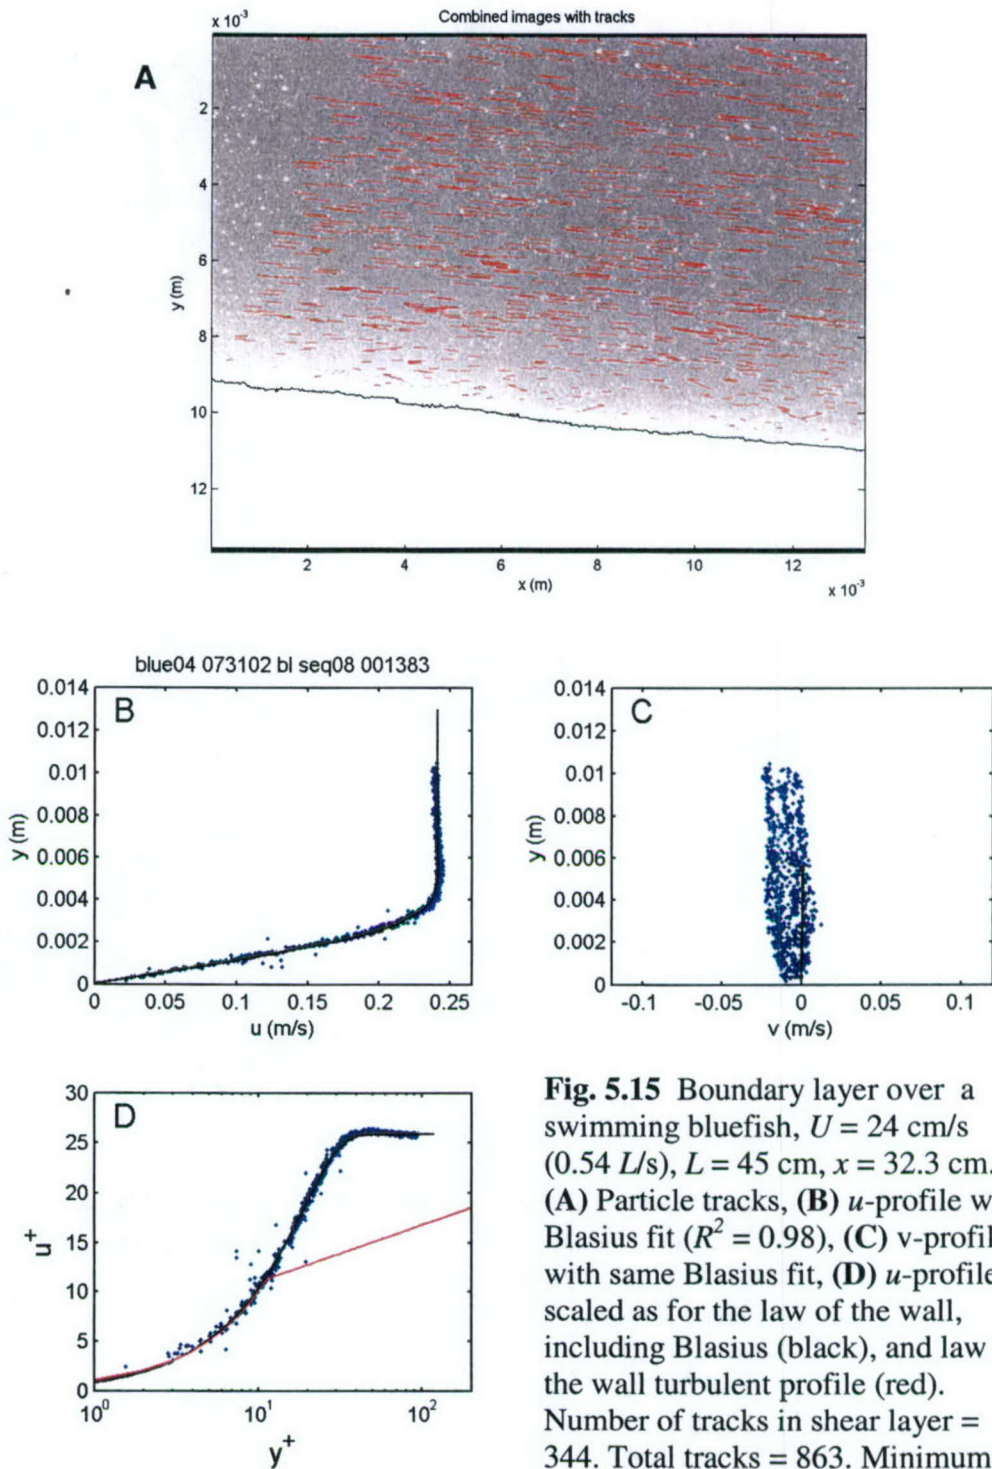 Combined images with tracks
x 10⁻³
A
2
4
6
8
10
12
y (m)
2
4
6
8
10
12
x (m)
x 10⁻³
blue04 073102 bl seq08 001383
B
0.014
0.012
0.01
0.008
0.006
0.004
0.002
0
y (m)
0
0.05
0.1
0.15
0.2
0.25
u (m/s)
C
0.014
0.012
0.01
0.008
0.006
0.004
0.002
0
y (m)
-0.1
-0.05
0
0.05
0.1
v (m/s)
D
30
25
20
15
10
5
0
u⁺
10⁰
10¹
10²
y⁺
Fig. 5.15 Boundary layer over a
swimming bluefish, U = 24 cm/s
(0.54 L/s), L = 45 cm, x = 32.3 cm.
(A) Particle tracks, (B) u-profile w
Blasius fit (R² = 0.98), (C) v-profil
with same Blasius fit, (D) u-profile
scaled as for the law of the wall,
including Blasius (black), and law
the wall turbulent profile (red).
Number of tracks in shear layer =
344. Total tracks = 863. Minimum